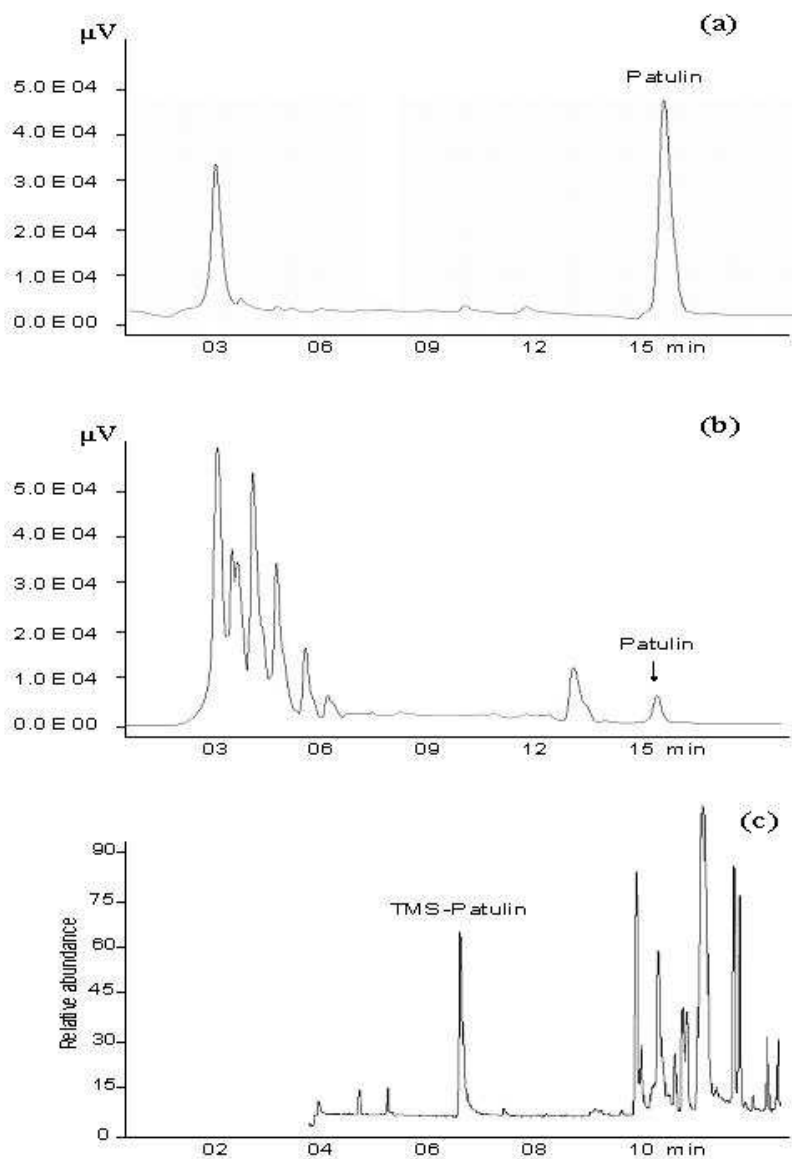 (a)
µV
Patulin
5.0 E 04
4.0 E 04
3.0 E 04
2.0 E 04
1.0 E 04
0.0 E 00
03 06 09 12 15 min
(b)
µV
5.0 E 04
4.0 E 04
3.0 E 04
2.0 E 04
Patulin
1.0 E 04
0.0 E 00
03 06 09 12 15 min
(c)
Relative abundance
90
75
TMS-Patulin
60
45
30
15
0
02 04 06 08 10 min